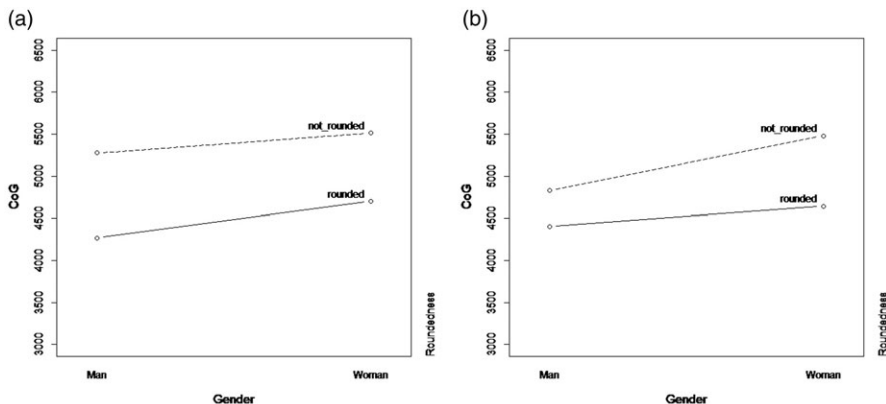 (a)
CoG
6500
6000
5500
5000
4500
4000
3500
3000
not_rounded
rounded
Man
Woman
Gender
Roundedness
(b)
CoG
6500
6000
5500
5000
4500
4000
3500
3000
not_rounded
rounded
Man
Woman
Gender
Roundedness